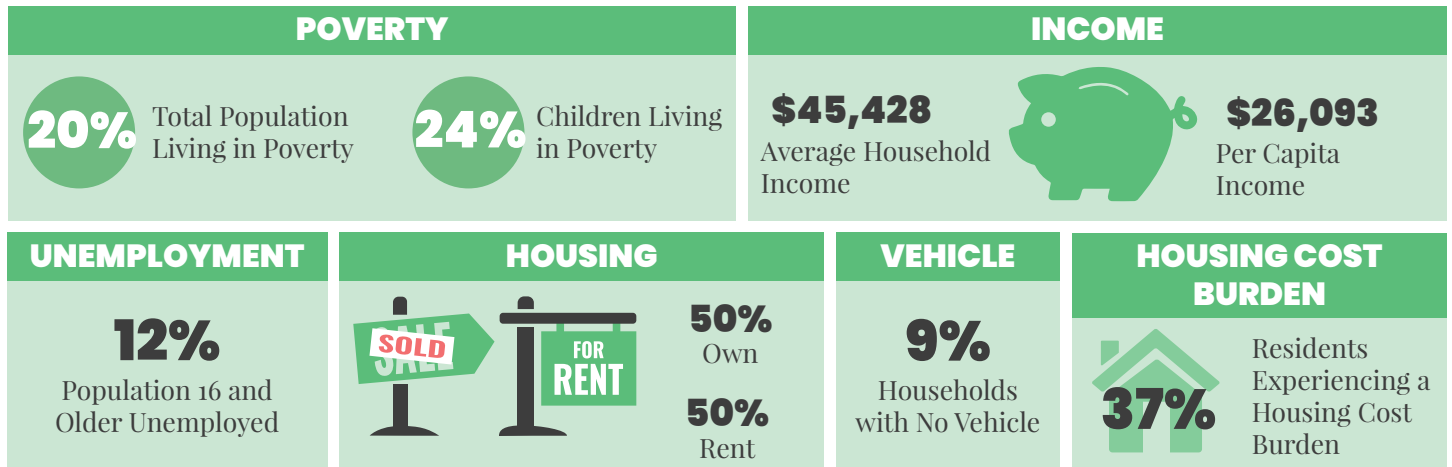 POVERTY
20%
Total Population
Living in Poverty
24%
Children Living
in Poverty
INCOME
$45,428
Average Household
Income
$26,093
Per Capita
Income
UNEMPLOYMENT
12%
Population 16 and
Older Unemployed
HOUSING
SALE
SOLD
FOR
RENT
50%
Own
50%
Rent
VEHICLE
9%
Households
with No Vehicle
HOUSING COST
BURDEN
37%
Residents
Experiencing a
Housing Cost
Burden